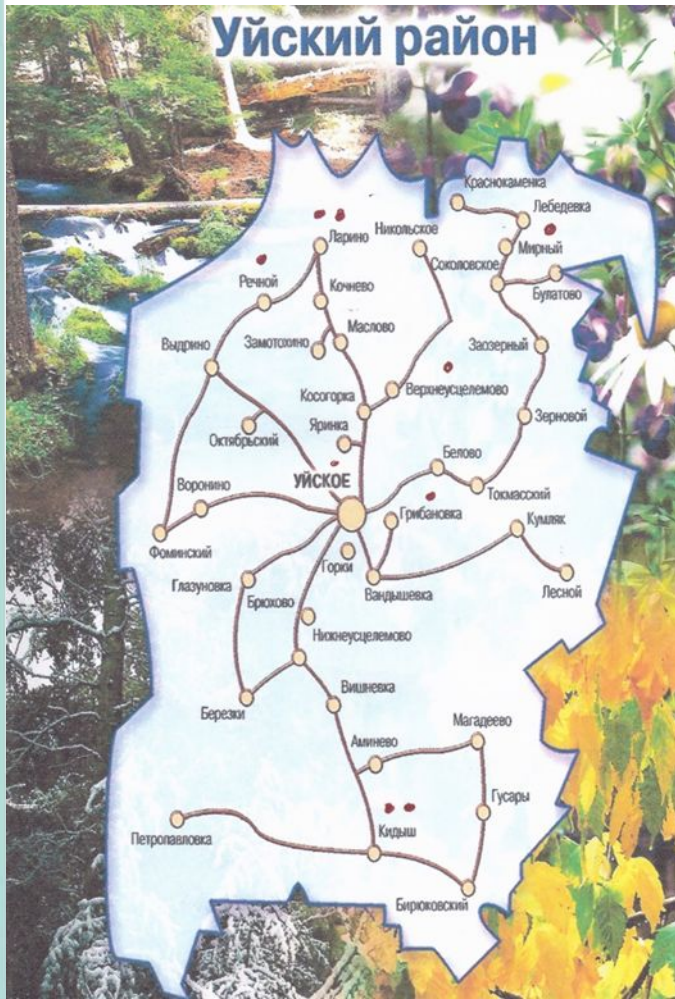 Уйский район
Краснокаменка
Лебедевка
Никольское
Мирный
Ларино
Соколовское
Речной
Кочнево
Булатово
Маслово
Замотохино
Выдрино
Заозерный
Верхнеусцелемово
Косогорка
Зерновой
Яринка
Октябрьский
Белово
УЙСКОЕ
Воронино
Токмасский
Грибановка
Кумляк
Фоминский
Горки
Глазуновка
Вандышевка
Лесной
Брюхово
Нижнеусцелемово
Вишневка
Березки
Магадеево
Аминево
Гусары
Кидыш
Петропавловка
Бирюковский